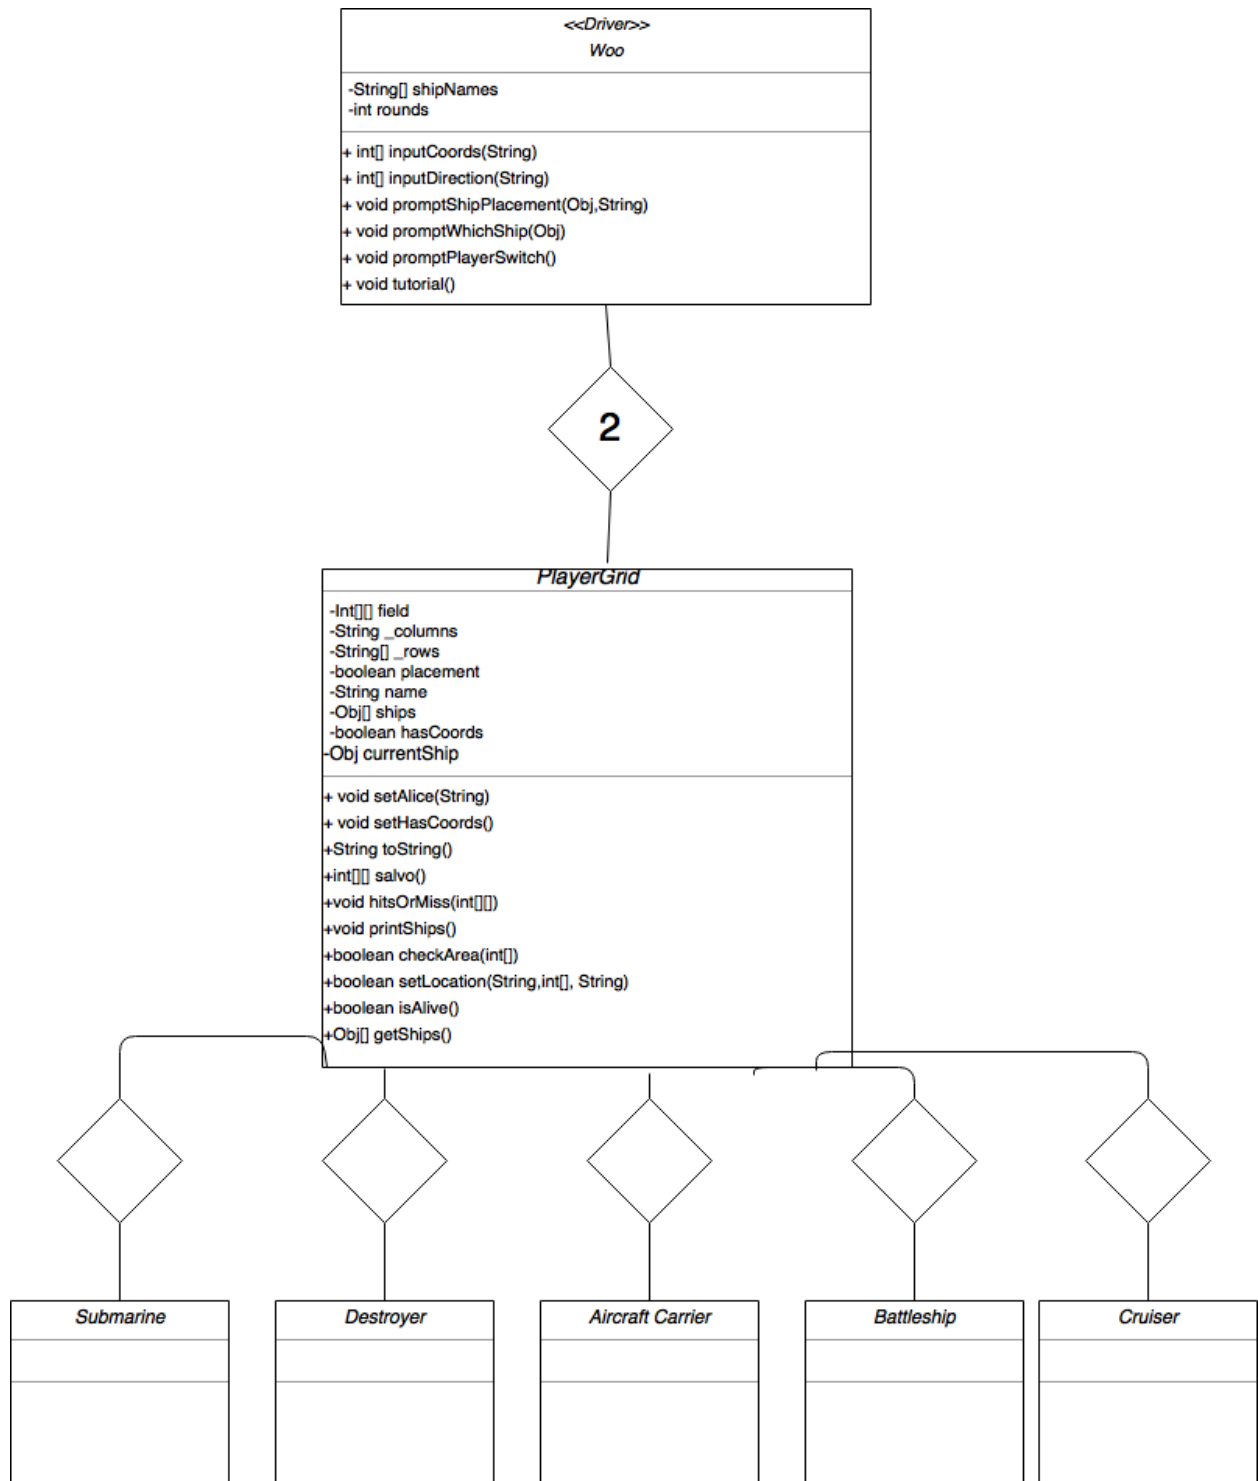 <<Driver>>
Woo
-String[] shipNames
-int rounds
+ int[] inputCoords(String)
+ int[] inputDirection(String)
+ void promptShipPlacement(Obj,String)
+ void promptWhichShip(Obj)
+ void promptPlayerSwitch()
+ void tutorial()
2
PlayerGrid
-Int[][] field
-String _columns
-String[] _rows
-boolean placement
-String name
-Obj[] ships
-boolean hasCoords
-Obj currentShip
+ void setAlice(String)
+ void setHasCoords()
+String toString()
+int[][] salvo()
+void hitsOrMiss(int[][])
+void printShips()
+boolean checkArea(int[])
+boolean setLocation(String,int[], String)
+boolean isAlive()
+Obj[] getShips()
Submarine
Destroyer
Aircraft Carrier
Battleship
Cruiser